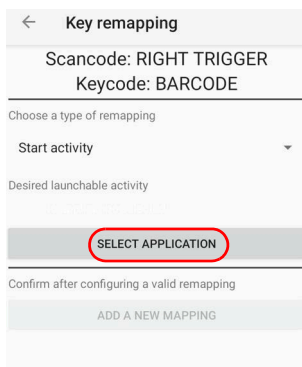 Key remapping
Scancode: RIGHT TRIGGER
Keycode: BARCODE
Choose a type of remapping
Start activity
Desired launchable activity
SELECT APPLICATION
Confirm after configuring a valid remapping
ADD A NEW MAPPING